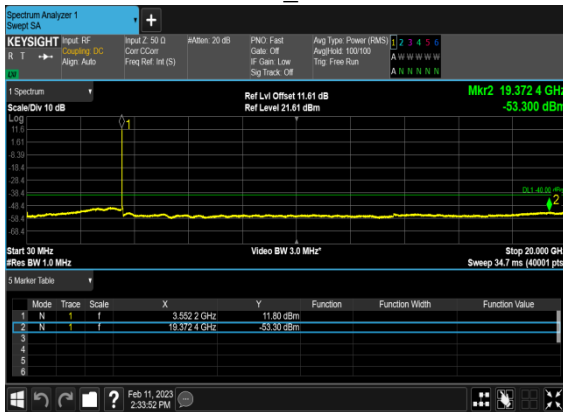 Spectrum Analyzer 1
Swept SA
+
KEYSIGHT Input: RF
R T Coupling: DC
Align: Auto
Input Z: 50 Ω
Corr CCorr
Freq Ref: Int (S)
#Atten: 20 dB
PNO: Fast
Gate: Off
IF Gain: Low
Sig Track: Off
Avg Type: Power (RMS)
Avg|Hold: 100/100
Trig: Free Run
1 2 3 4 5 6
A W W W W W
A N N N N N
1 Spectrum
Scale/Div 10 dB
Ref Lvl Offset 11.61 dB
Ref Level 21.61 dBm
Mkr2 19.372 4 GHz
-53.300 dBm
Log
11.6
1.61
-8.39
-18.4
-28.4
-38.4
-48.4
-58.4
-68.4
1
DL1 -40.00 dBm
2
Start 30 MHz
#Res BW 1.0 MHz
Video BW 3.0 MHz*
Stop 20.000 GHz
Sweep 34.7 ms (40001 pts)
5 Marker Table
Mode Trace Scale X Y Function Function Width Function Value
1 N 1 f 3.552 2 GHz 11.80 dBm
2 N 1 f 19.372 4 GHz -53.30 dBm
3
4
5
6
?
Feb 11, 2023
2:33:52 PM